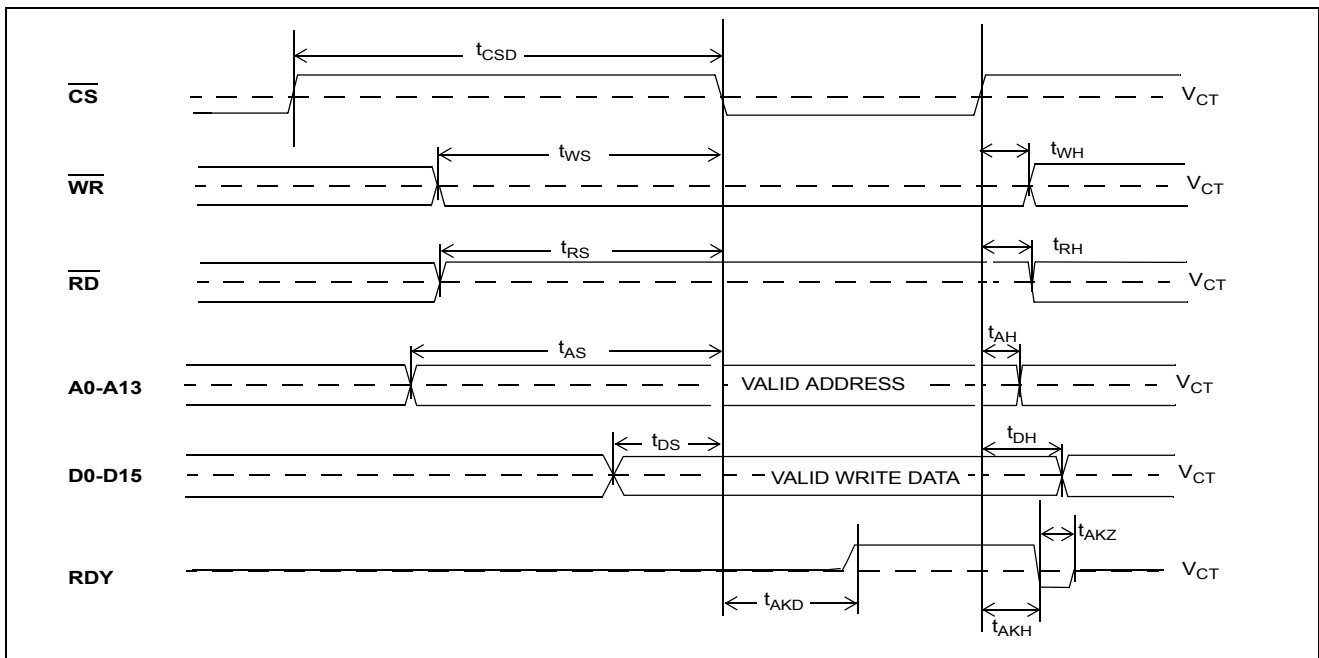 tCSD
CS VCT
tWS tWH
WR VCT
tRS tRH
RD VCT
tAS tAH
A0-A13 VALID ADDRESS VCT
tDS tDH
D0-D15 VALID WRITE DATA VCT
tAKZ
RDY VCT
tAKD tAKH